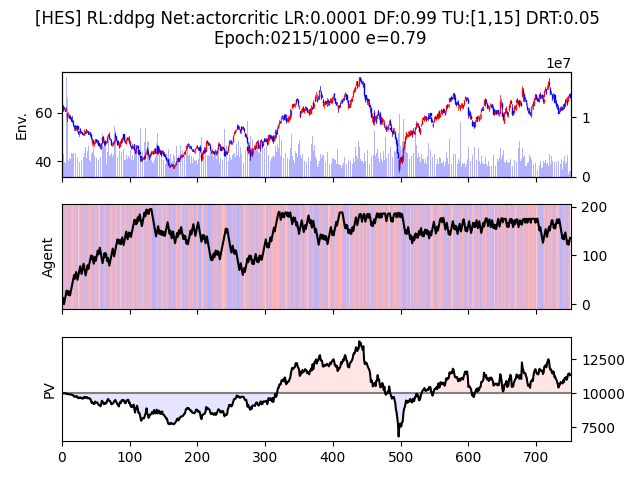 [HES] RL:ddpg Net:actorcritic LR:0.0001 DF:0.99 TU:[1,15] DRT:0.05
Epoch:0215/1000 e=0.79
1e7
Env.
60
40
1
0
Agent
200
100
0
PV
12500
10000
7500
0 100 200 300 400 500 600 700